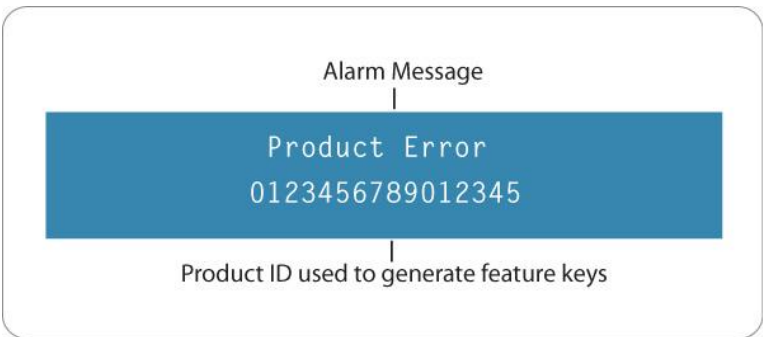 Alarm Message
Product Error
0123456789012345
Product ID used to generate feature keys